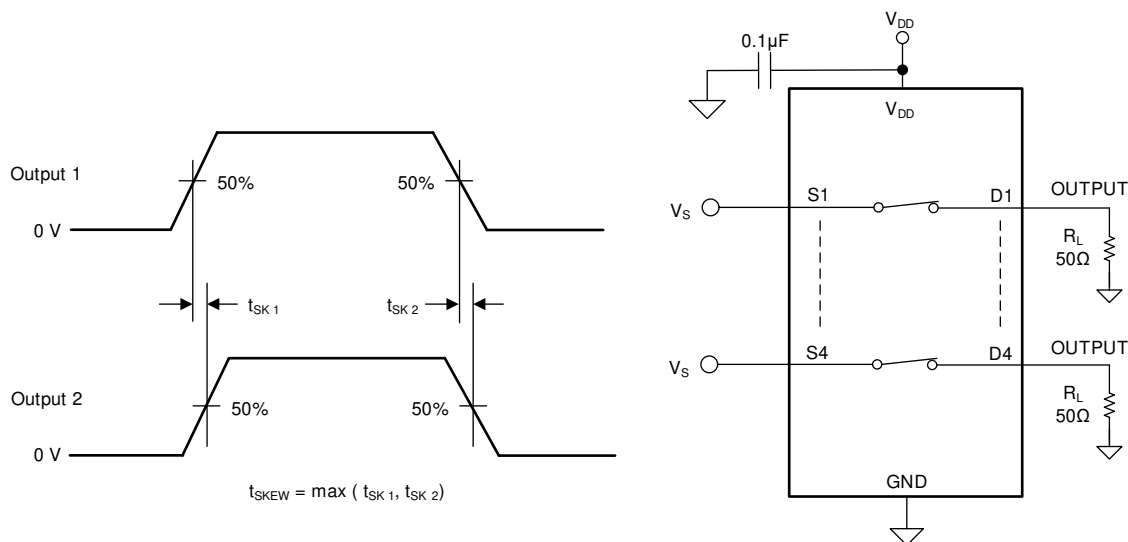 Output 1
50%
50%
0 V
t_SK 1
t_SK 2
Output 2
50%
50%
0 V
t_SKEW = max ( t_SK 1, t_SK 2)
V_DD
0.1µF
V_DD
V_S
S1
D1
OUTPUT
R_L
50Ω
V_S
S4
D4
OUTPUT
R_L
50Ω
GND